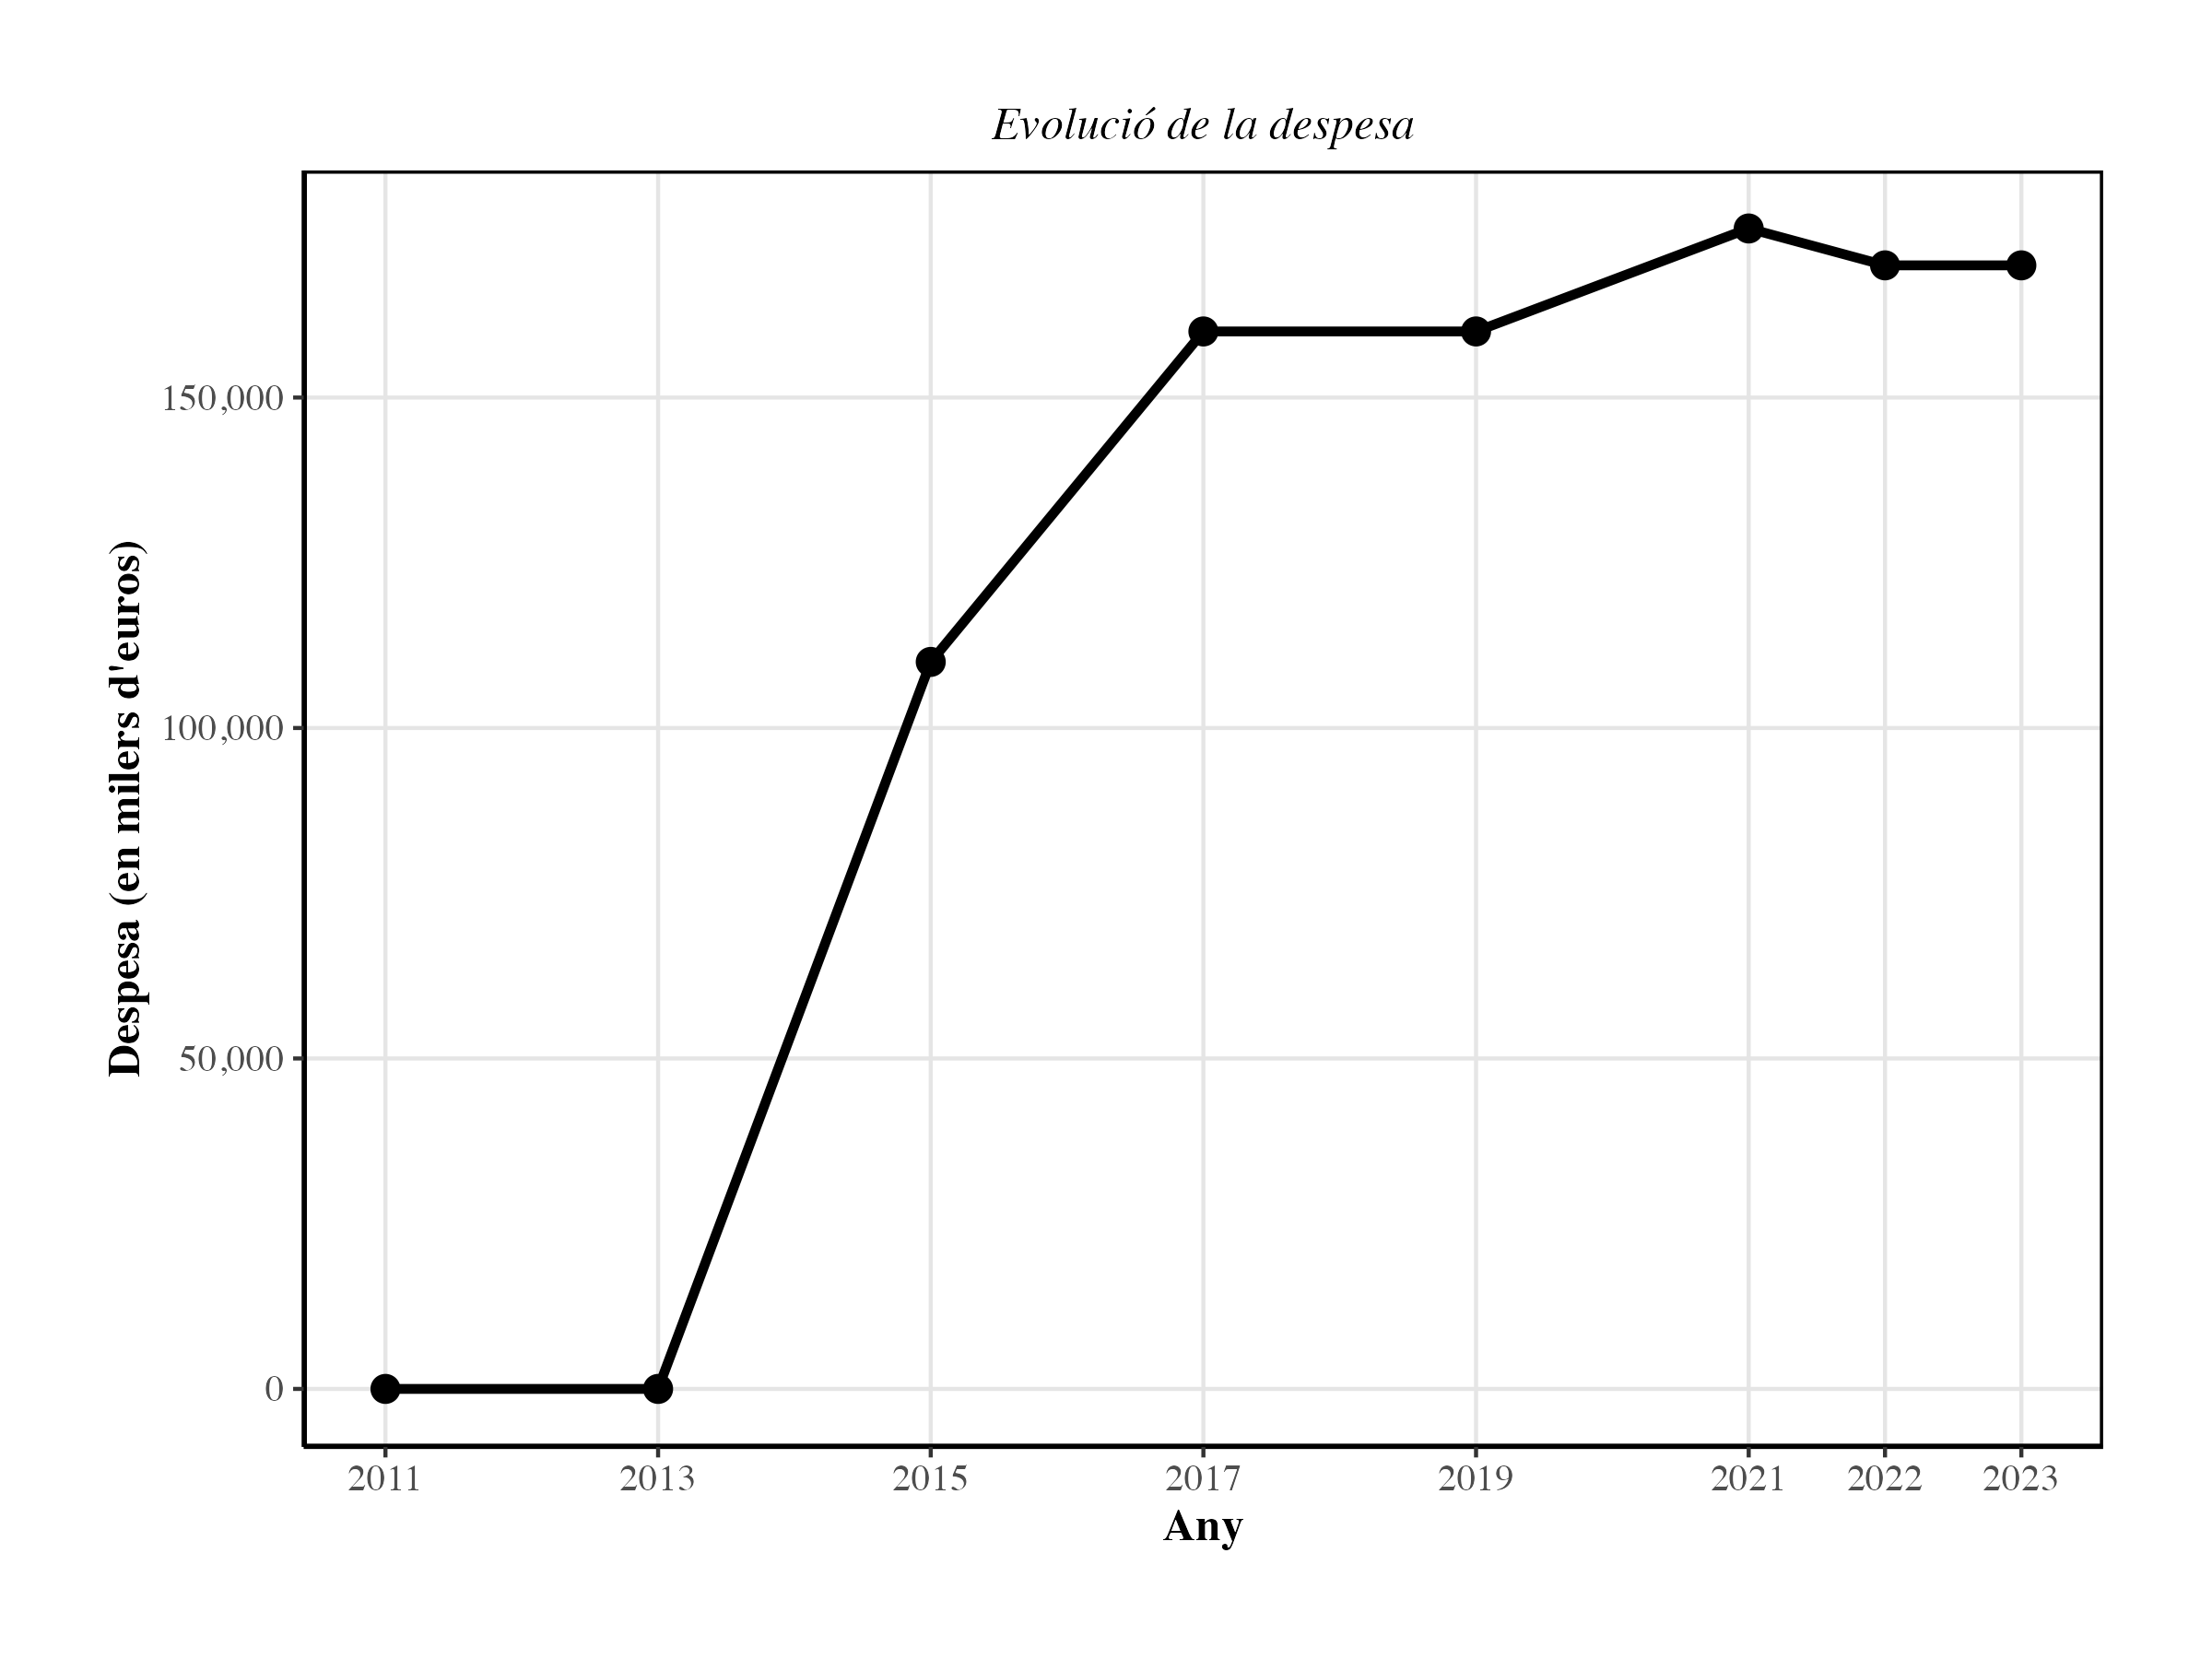 Evolució de la despesa
Despesa (en milers d'euros)
150,000
100,000
50,000
0
2011 2013 2015 2017 2019 2021 2022 2023
Any